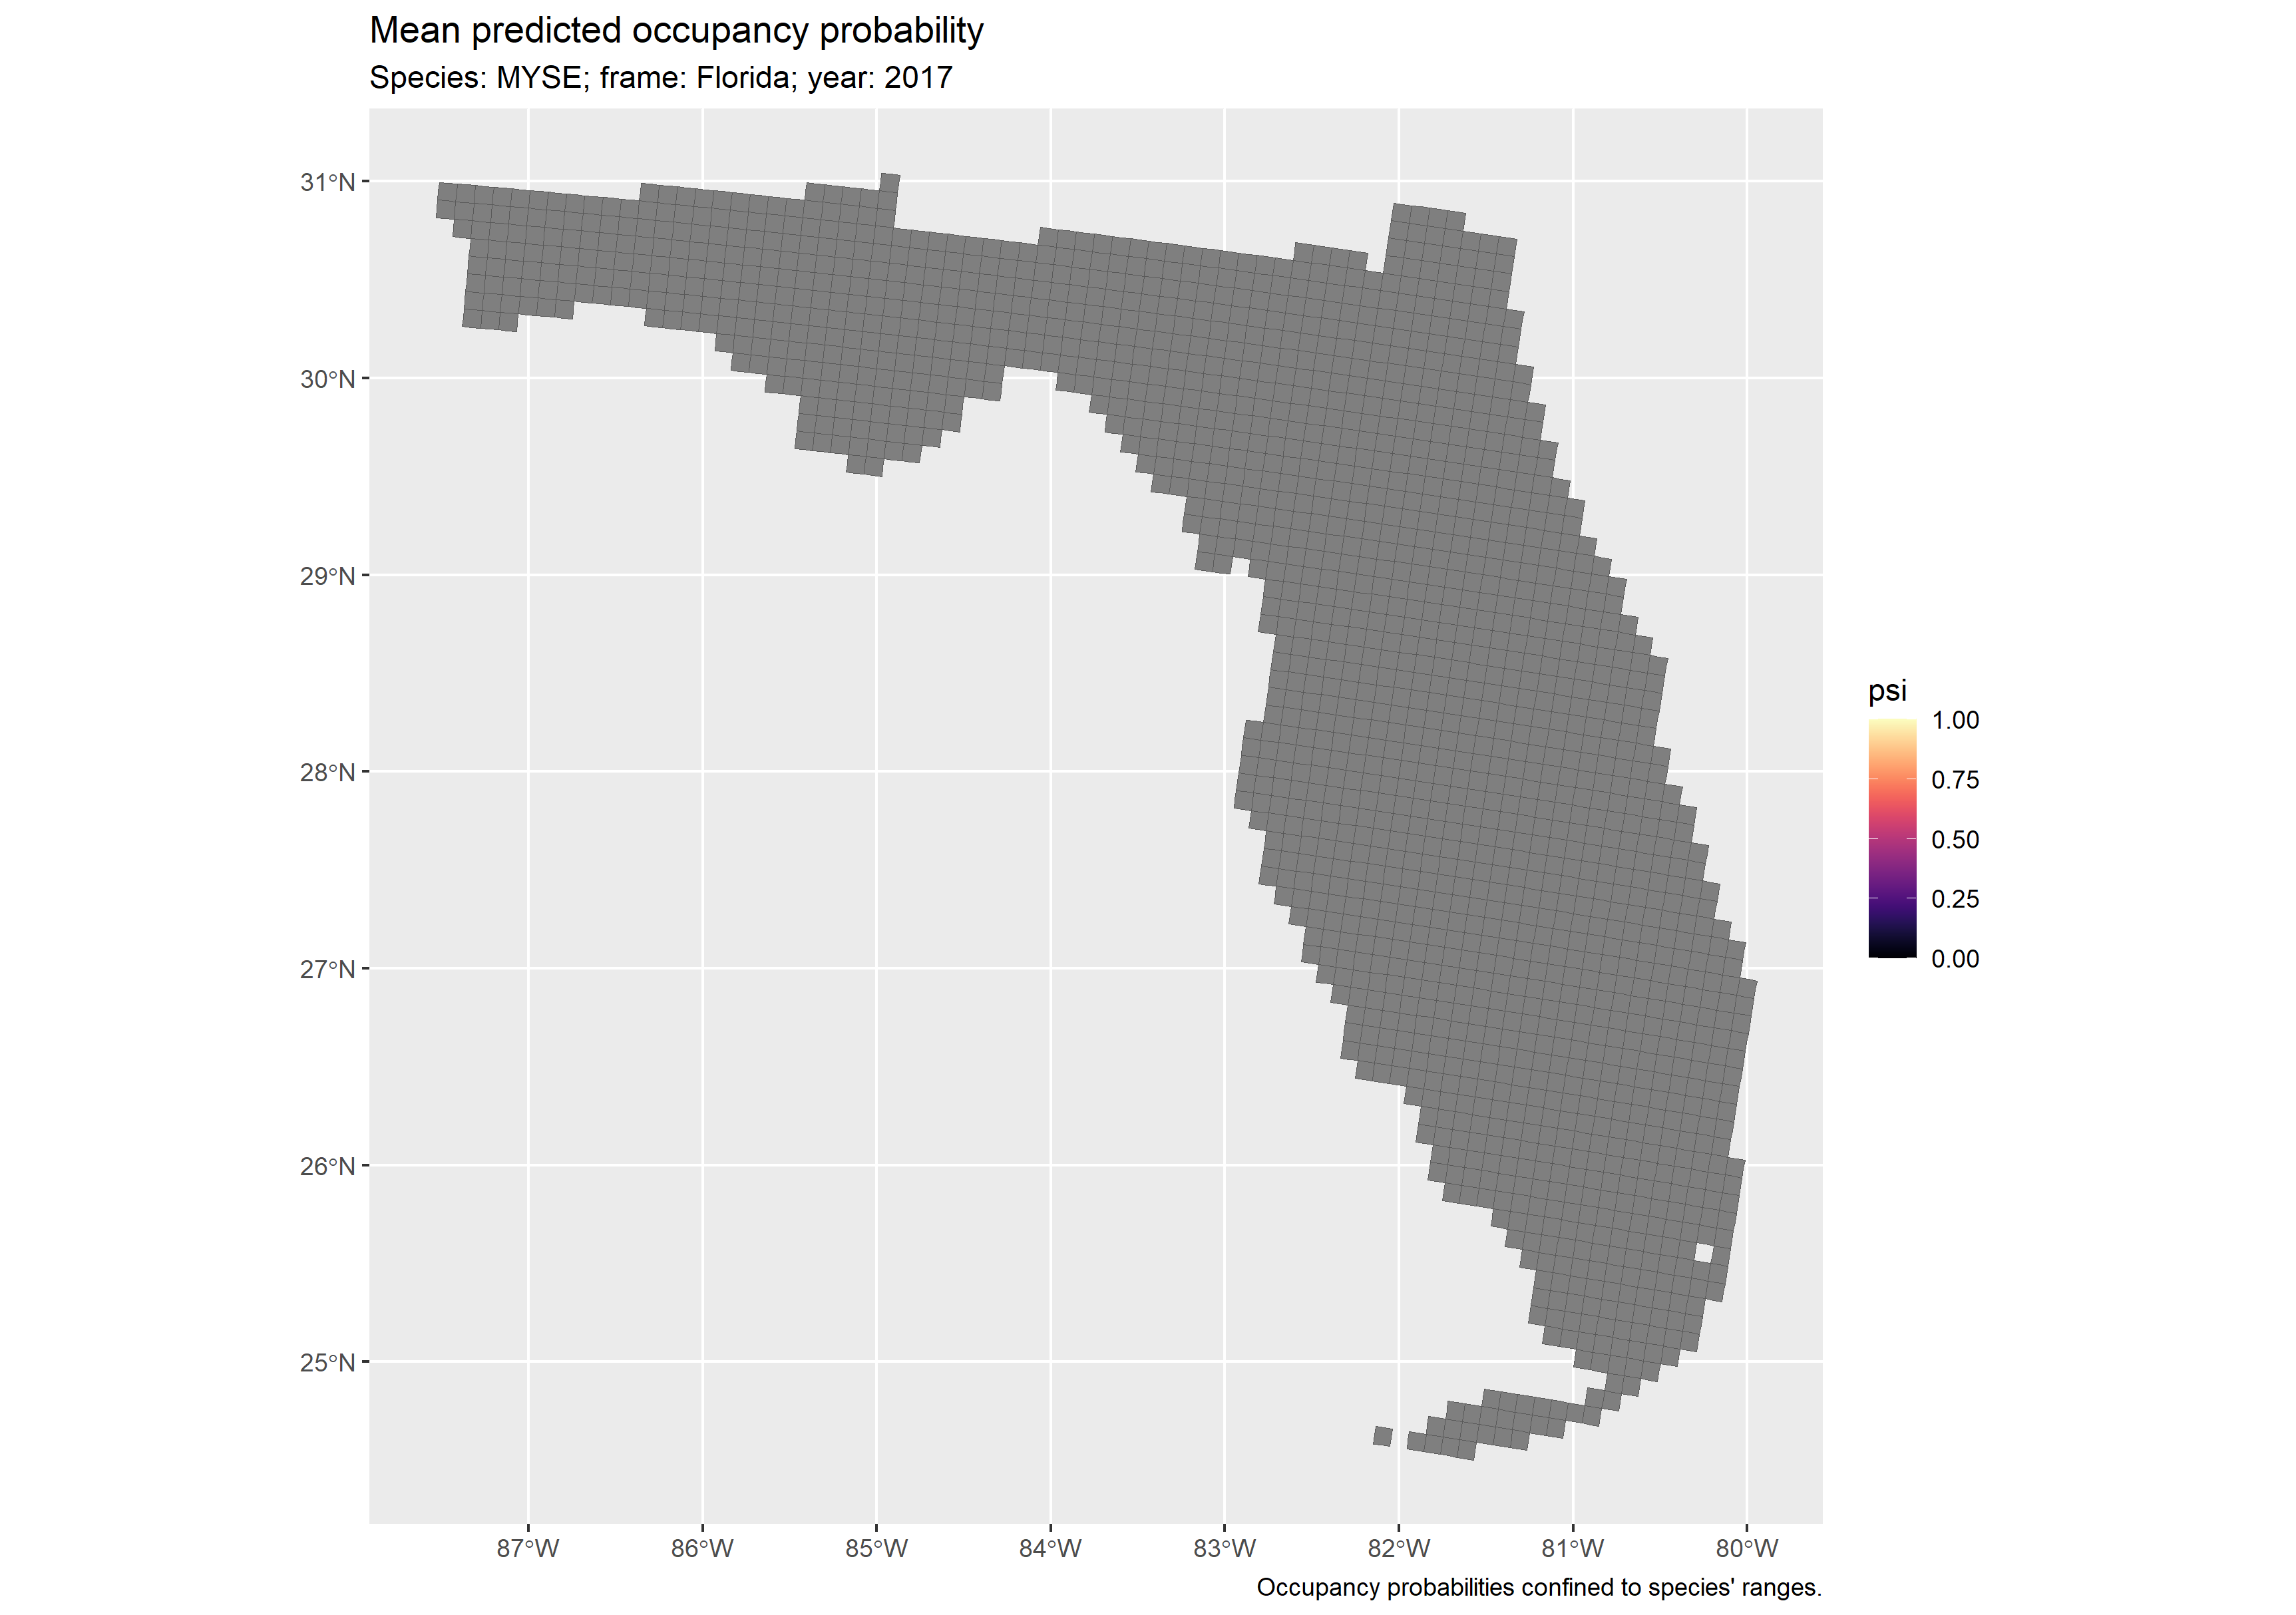 Mean predicted occupancy probability
Species: MYSE; frame: Florida; year: 2017
31°N
30°N
29°N
28°N
27°N
26°N
25°N
87°W
86°W
85°W
84°W
83°W
82°W
81°W
80°W
psi
1.00
0.75
0.50
0.25
0.00
Occupancy probabilities confined to species' ranges.